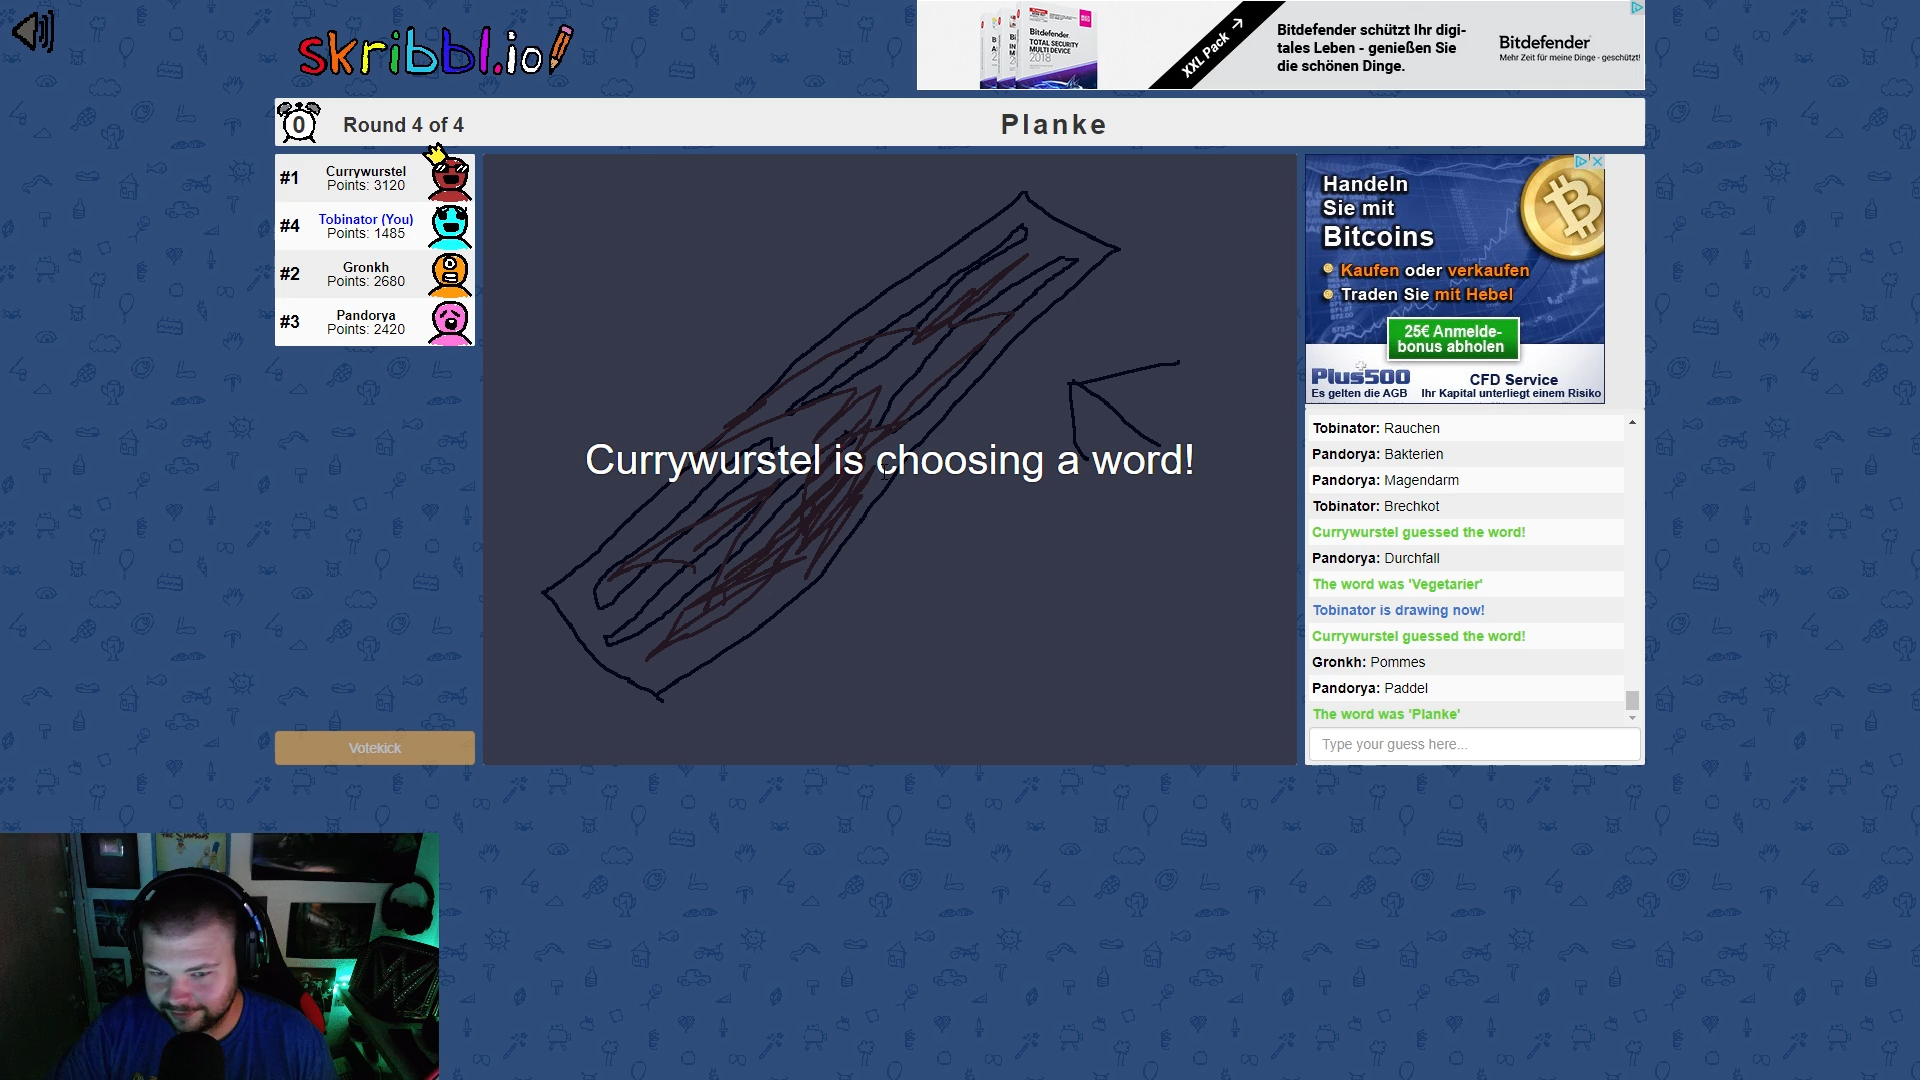 skribbl.io
Bitdefender
TOTAL SECURITY
MULTI DEVICE
2018
XXL Pack →
Bitdefender schützt Ihr digi-
tales Leben - genießen Sie
die schönen Dinge.
Bitdefender
Mehr Zeit für meine Dinge - geschützt!
0
Round 4 of 4
Planke
#1
Currywurstel
Points: 3120
#4
Tobinator (You)
Points: 1485
#2
Gronkh
Points: 2680
#3
Pandorya
Points: 2420
Votekick
Currywurstel is choosing a word!
Handeln
Sie mit
Bitcoins
Kaufen oder verkaufen
Traden Sie mit Hebel
25€ Anmelde-
bonus abholen
Plus500
CFD Service
Es gelten die AGB
Ihr Kapital unterliegt einem Risiko
Tobinator: Rauchen
Pandorya: Bakterien
Pandorya: Magendarm
Tobinator: Brechkot
Currywurstel guessed the word!
Pandorya: Durchfall
The word was 'Vegetarier'
Tobinator is drawing now!
Currywurstel guessed the word!
Gronkh: Pommes
Pandorya: Paddel
The word was 'Planke'
Type your guess here...